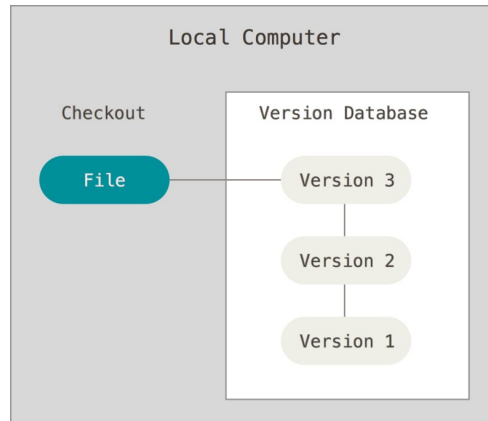 Local Computer
Checkout
Version Database
File
Version 3
Version 2
Version 1